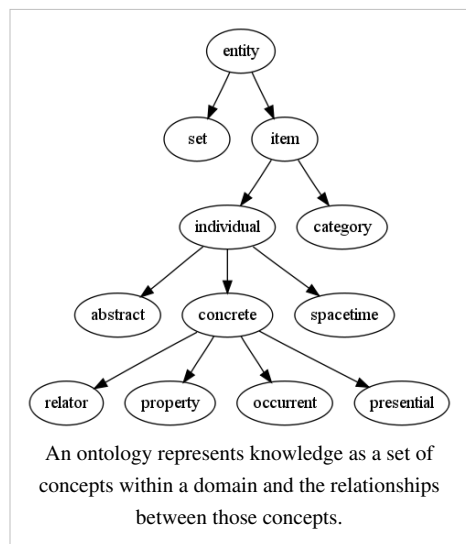 entity
set item
individual category
abstract concrete spacetime
relator property occurrent presential
An ontology represents knowledge as a set of
concepts within a domain and the relationships
between those concepts.